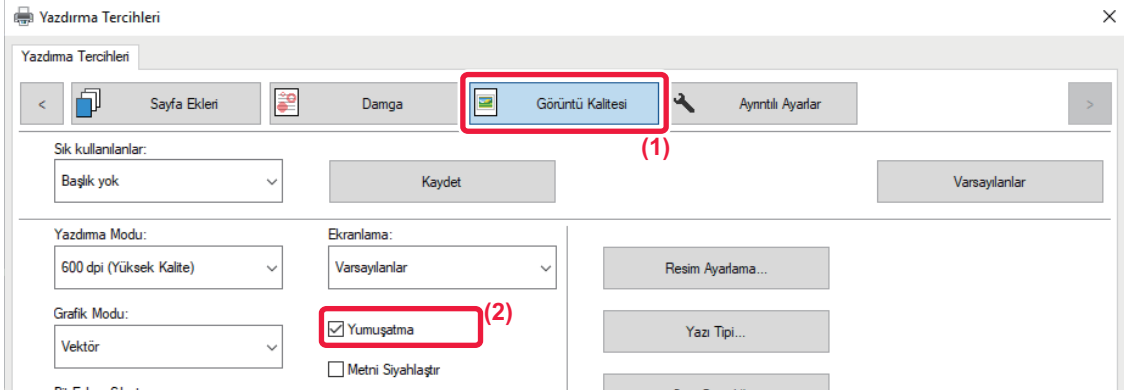 Yazdırma Tercihleri
Yazdırma Tercihleri
< Sayfa Ekleri Damga Görüntü Kalitesi Ayrıntılı Ayarlar >
(1)
Sık kullanılanlar:
Başlık yok Kaydet Varsayılanlar
Yazdırma Modu: Ekranlama:
600 dpi (Yüksek Kalite) Varsayılanlar Resim Ayarlama...
Grafik Modu: (2)
Yumuşatma Yazı Tipi...
Vektör
Metni Siyahlaştır